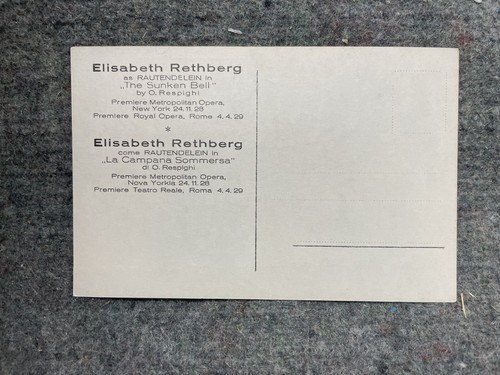 Elisabeth Rethberg
as RAUTENDELEIN in
„The Sunken Bell"
by O. Respighi
Premiere Metropolitan Opera,
New York 24. 11. 28
Premiere Royal Opera, Rome 4. 4. 29
*
Elisabeth Rethberg
come RAUTENDELEIN in
„La Campana Sommersa"
di O. Respighi
Premiere Metropolitan Opera,
Nova Yorkia 24. 11. 28
Premiere Teatro Reale, Roma 4. 4. 29